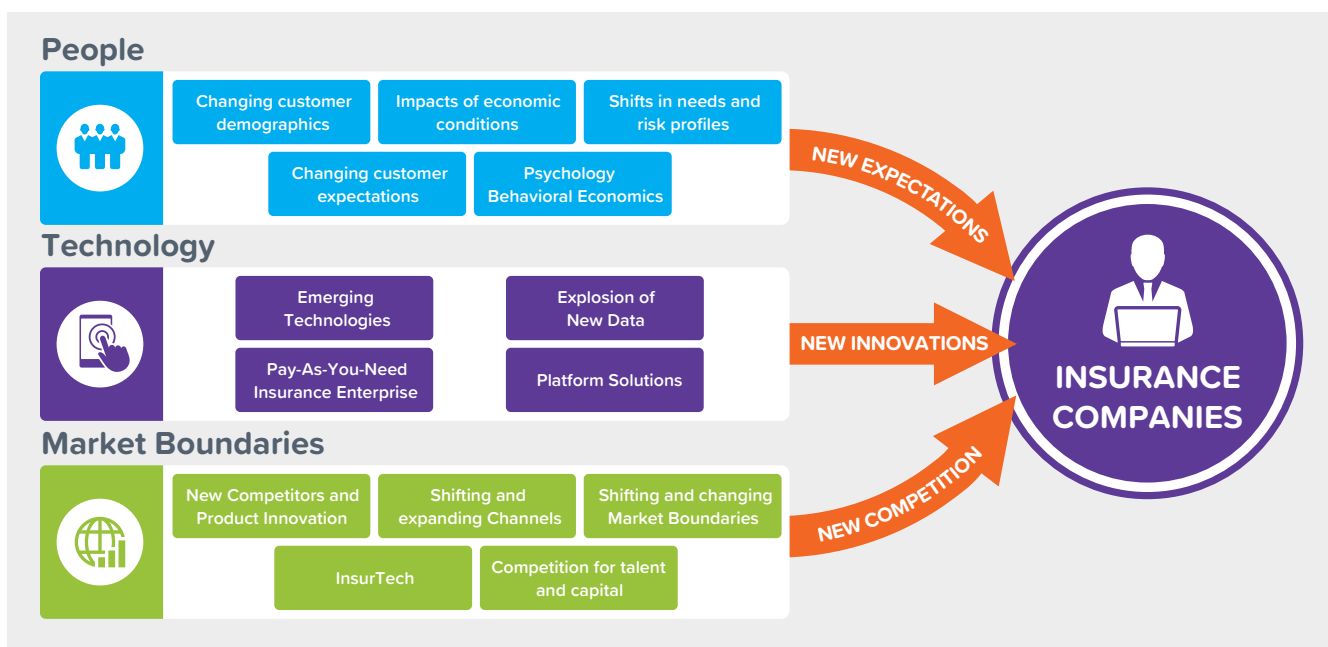 People
Changing customer
demographics
Impacts of economic
conditions
Shifts in needs and
risk profiles
Changing customer
expectations
Psychology
Behavioral Economics
NEW EXPECTATIONS
Technology
Emerging
Technologies
Explosion of
New Data
Pay-As-You-Need
Insurance Enterprise
Platform Solutions
NEW INNOVATIONS
INSURANCE
COMPANIES
Market Boundaries
New Competitors and
Product Innovation
Shifting and
expanding Channels
Shifting and changing
Market Boundaries
InsurTech
Competition for talent
and capital
NEW COMPETITION